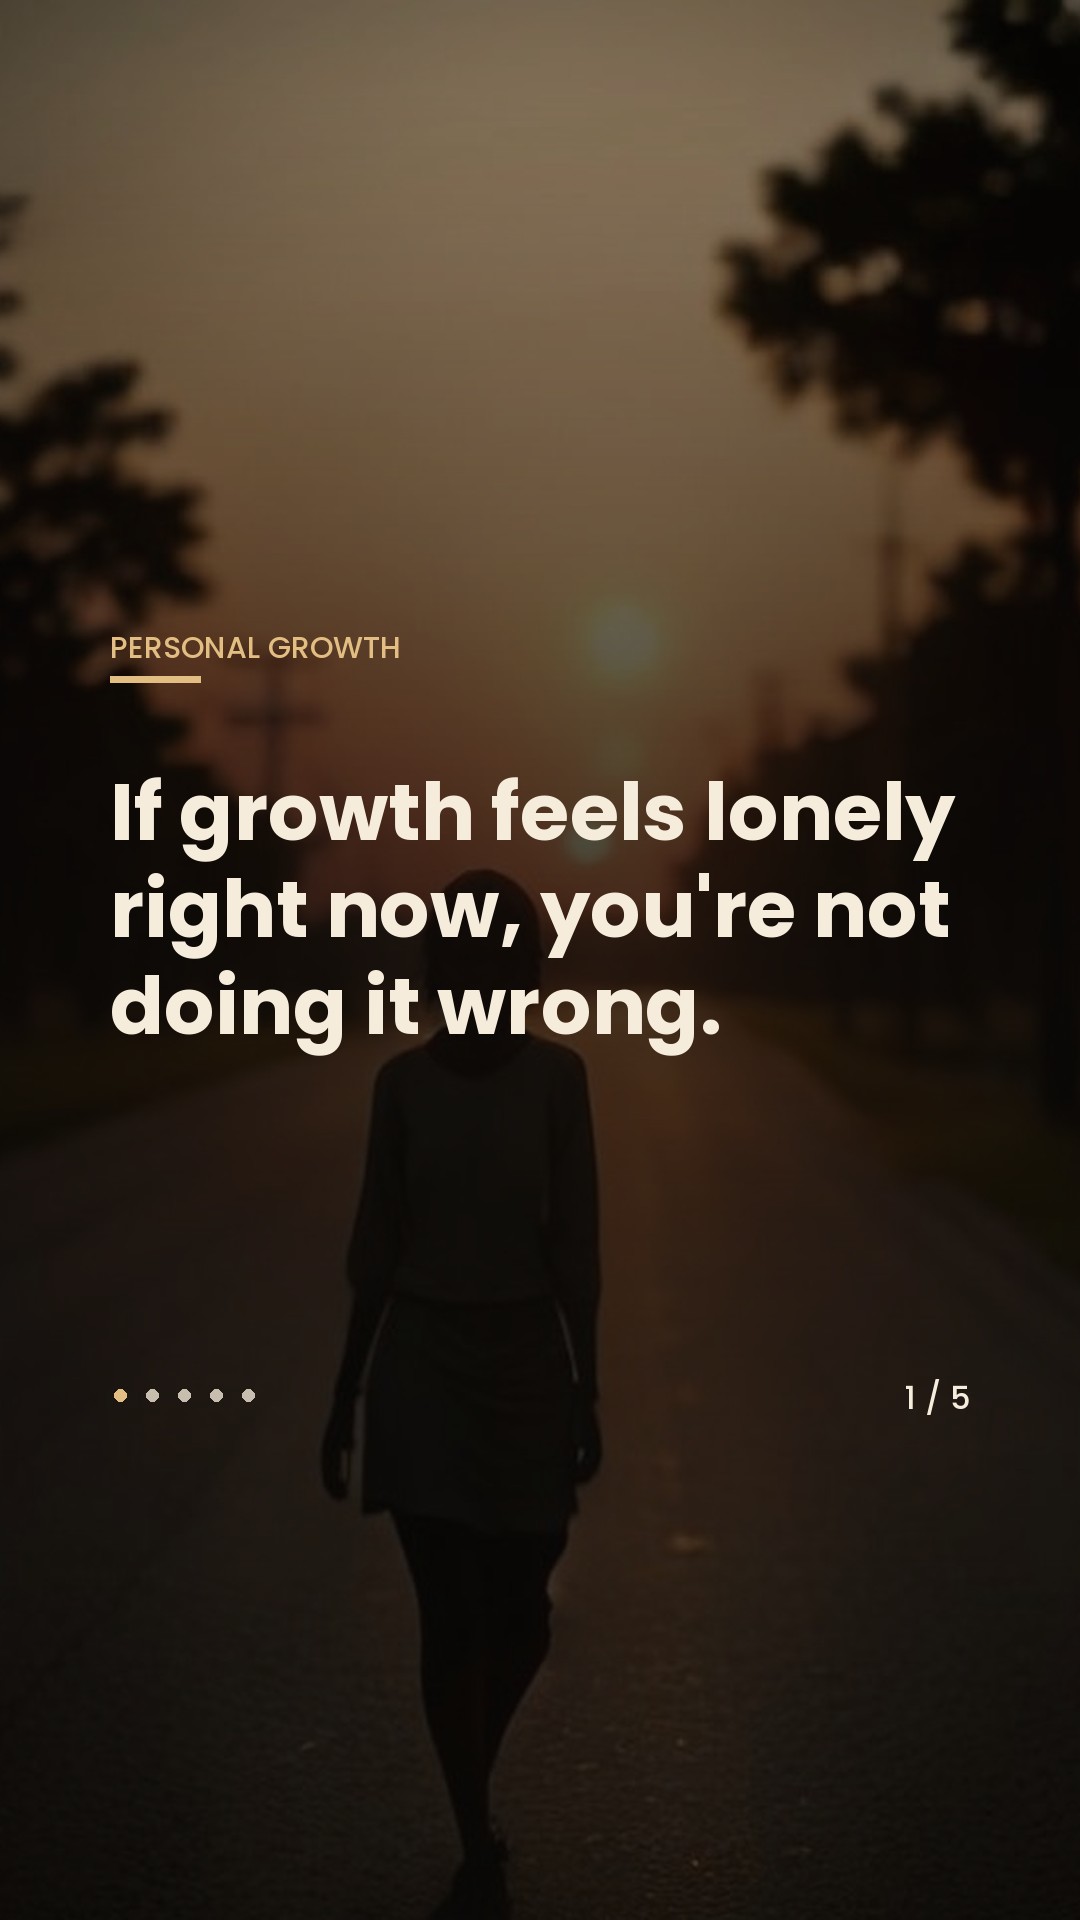 PERSONAL GROWTH
If growth feels lonely
right now, you're not
doing it wrong.
1 / 5